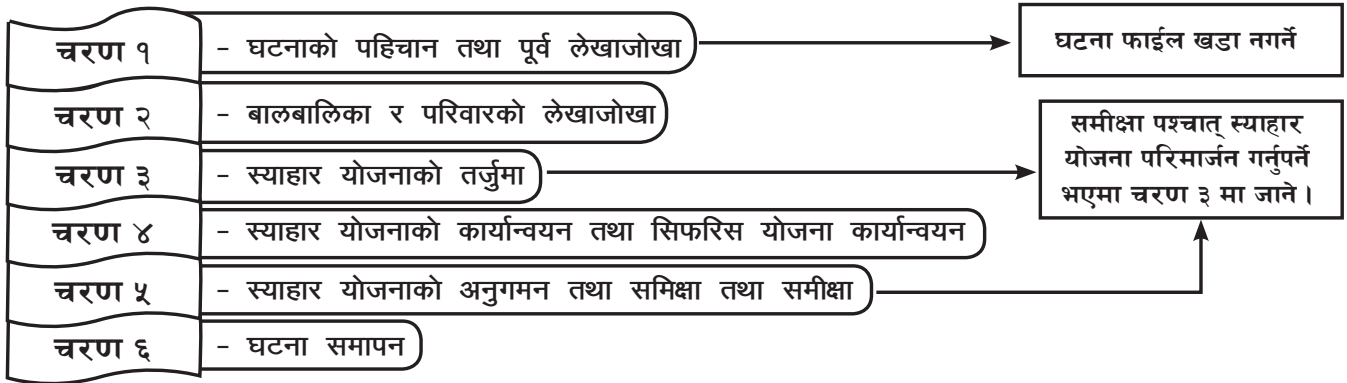 चरण १ - घटनाको पहिचान तथा पूर्व लेखाजोखा
घटना फाईल खडा नगर्ने
चरण २ - बालबालिका र परिवारको लेखाजोखा
चरण ३ - स्याहार योजनाको तर्जुमा
समीक्षा पश्चात् स्याहार
योजना परिमार्जन गर्नुपर्ने
भएमा चरण ३ मा जाने।
चरण ४ - स्याहार योजनाको कार्यान्वयन तथा सिफरिस योजना कार्यान्वयन
चरण ५ - स्याहार योजनाको अनुगमन तथा समिक्षा तथा समीक्षा
चरण ६ - घटना समापन